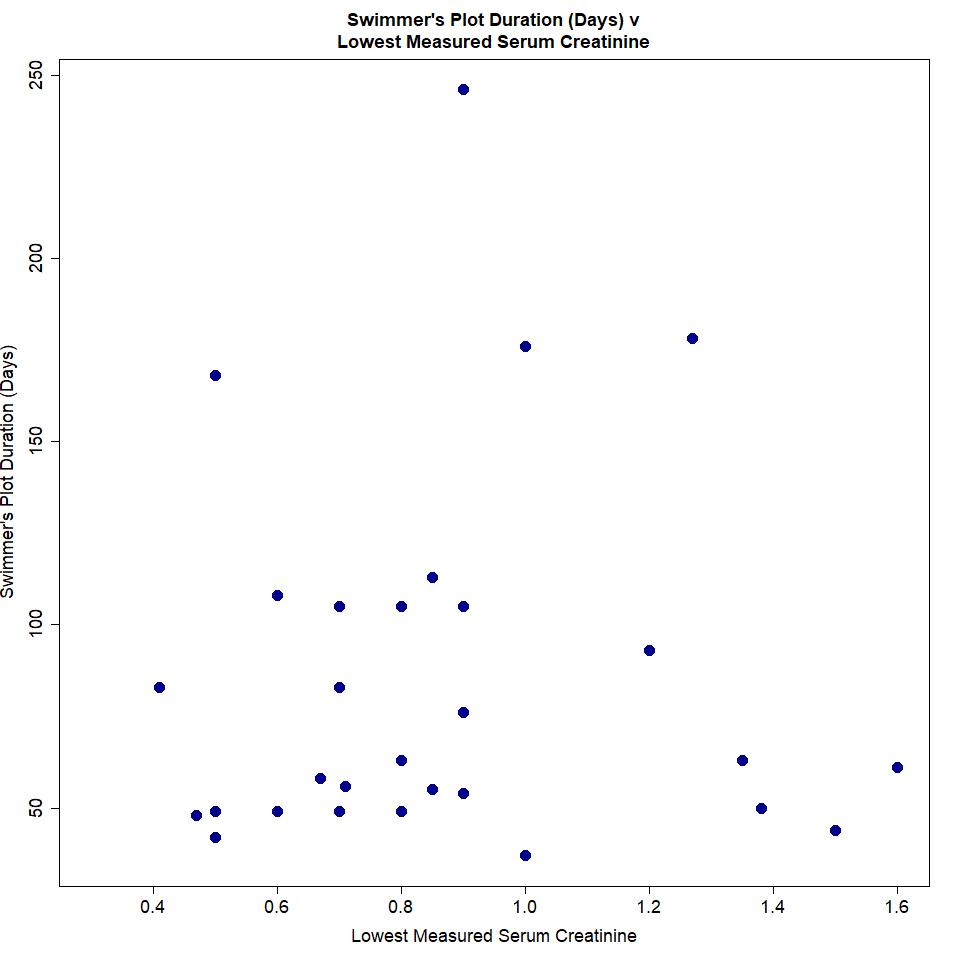 Swimmer's Plot Duration (Days) v
Lowest Measured Serum Creatinine
Swimmer's Plot Duration (Days)
250
200
150
100
50
0.4 0.6 0.8 1.0 1.2 1.4 1.6
Lowest Measured Serum Creatinine